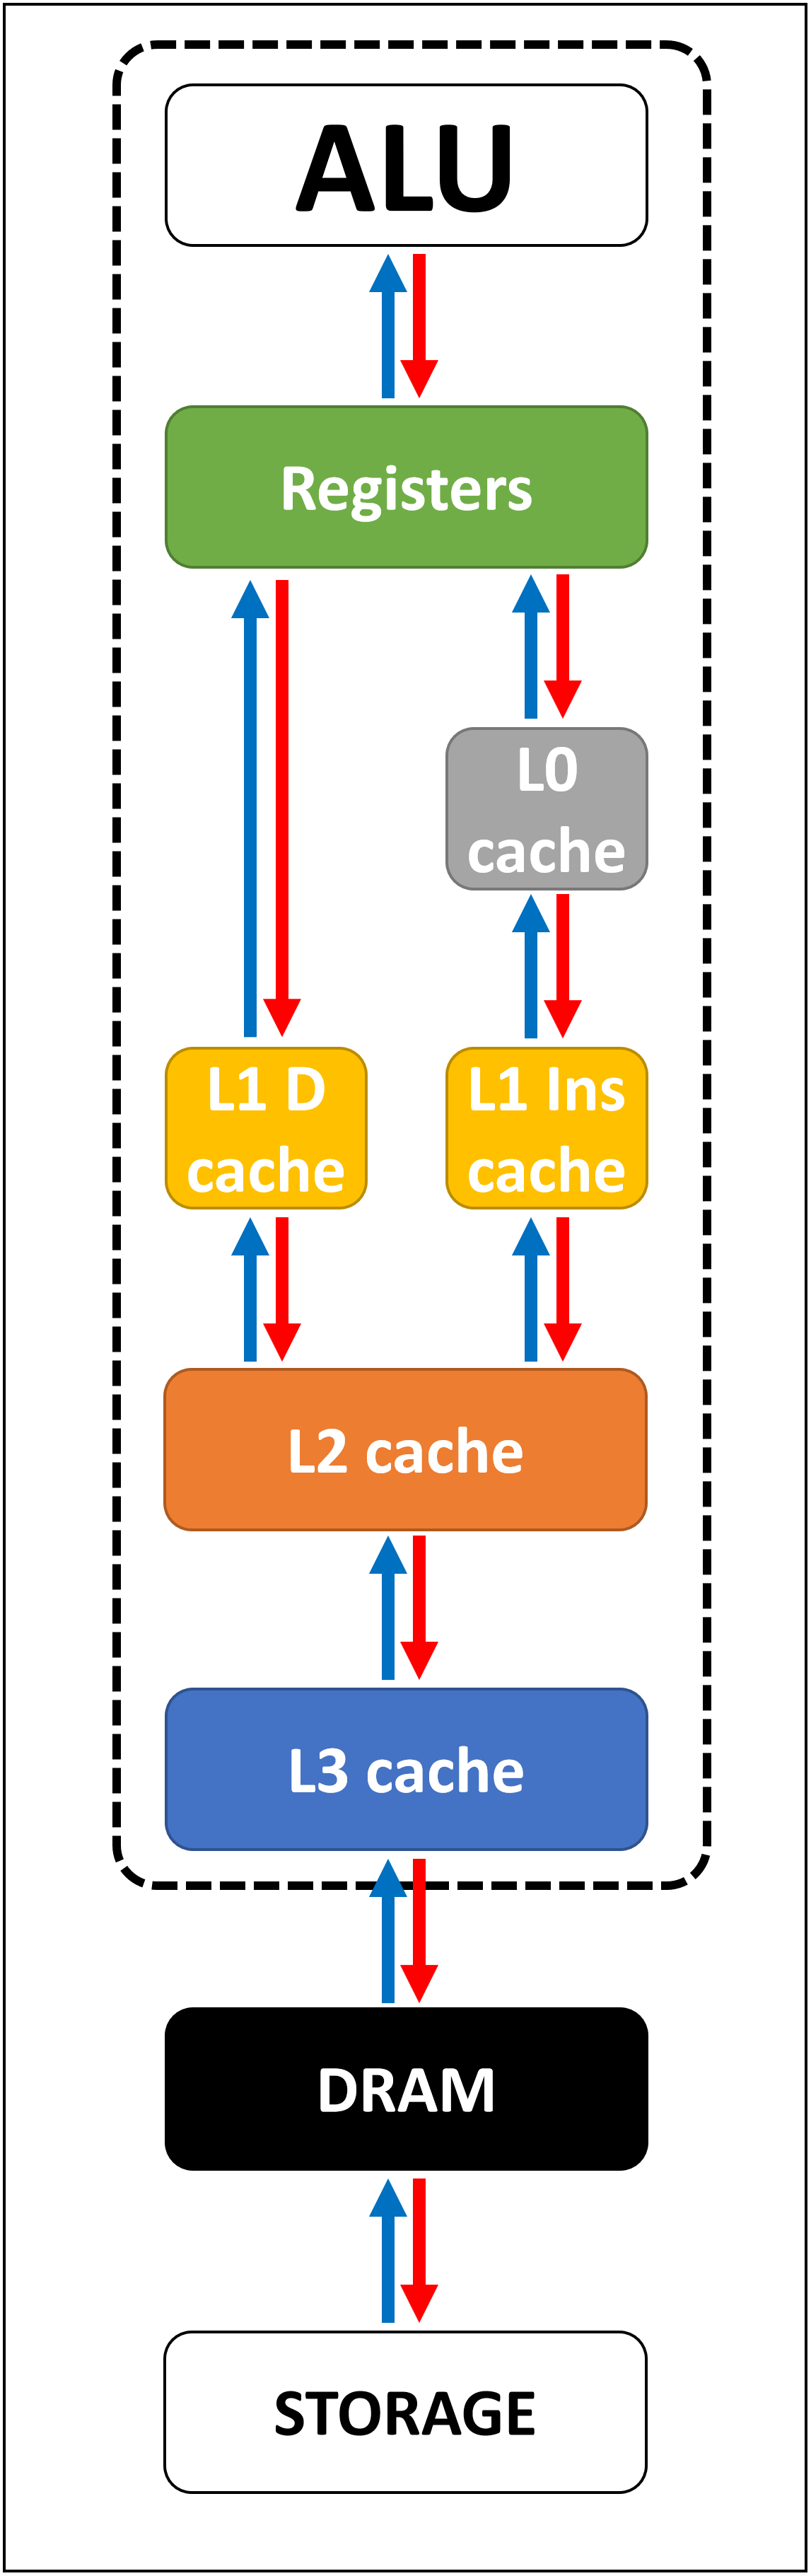 ALU
Registers
L0
cache
L1 D
cache
L1 Ins
cache
L2 cache
L3 cache
DRAM
STORAGE